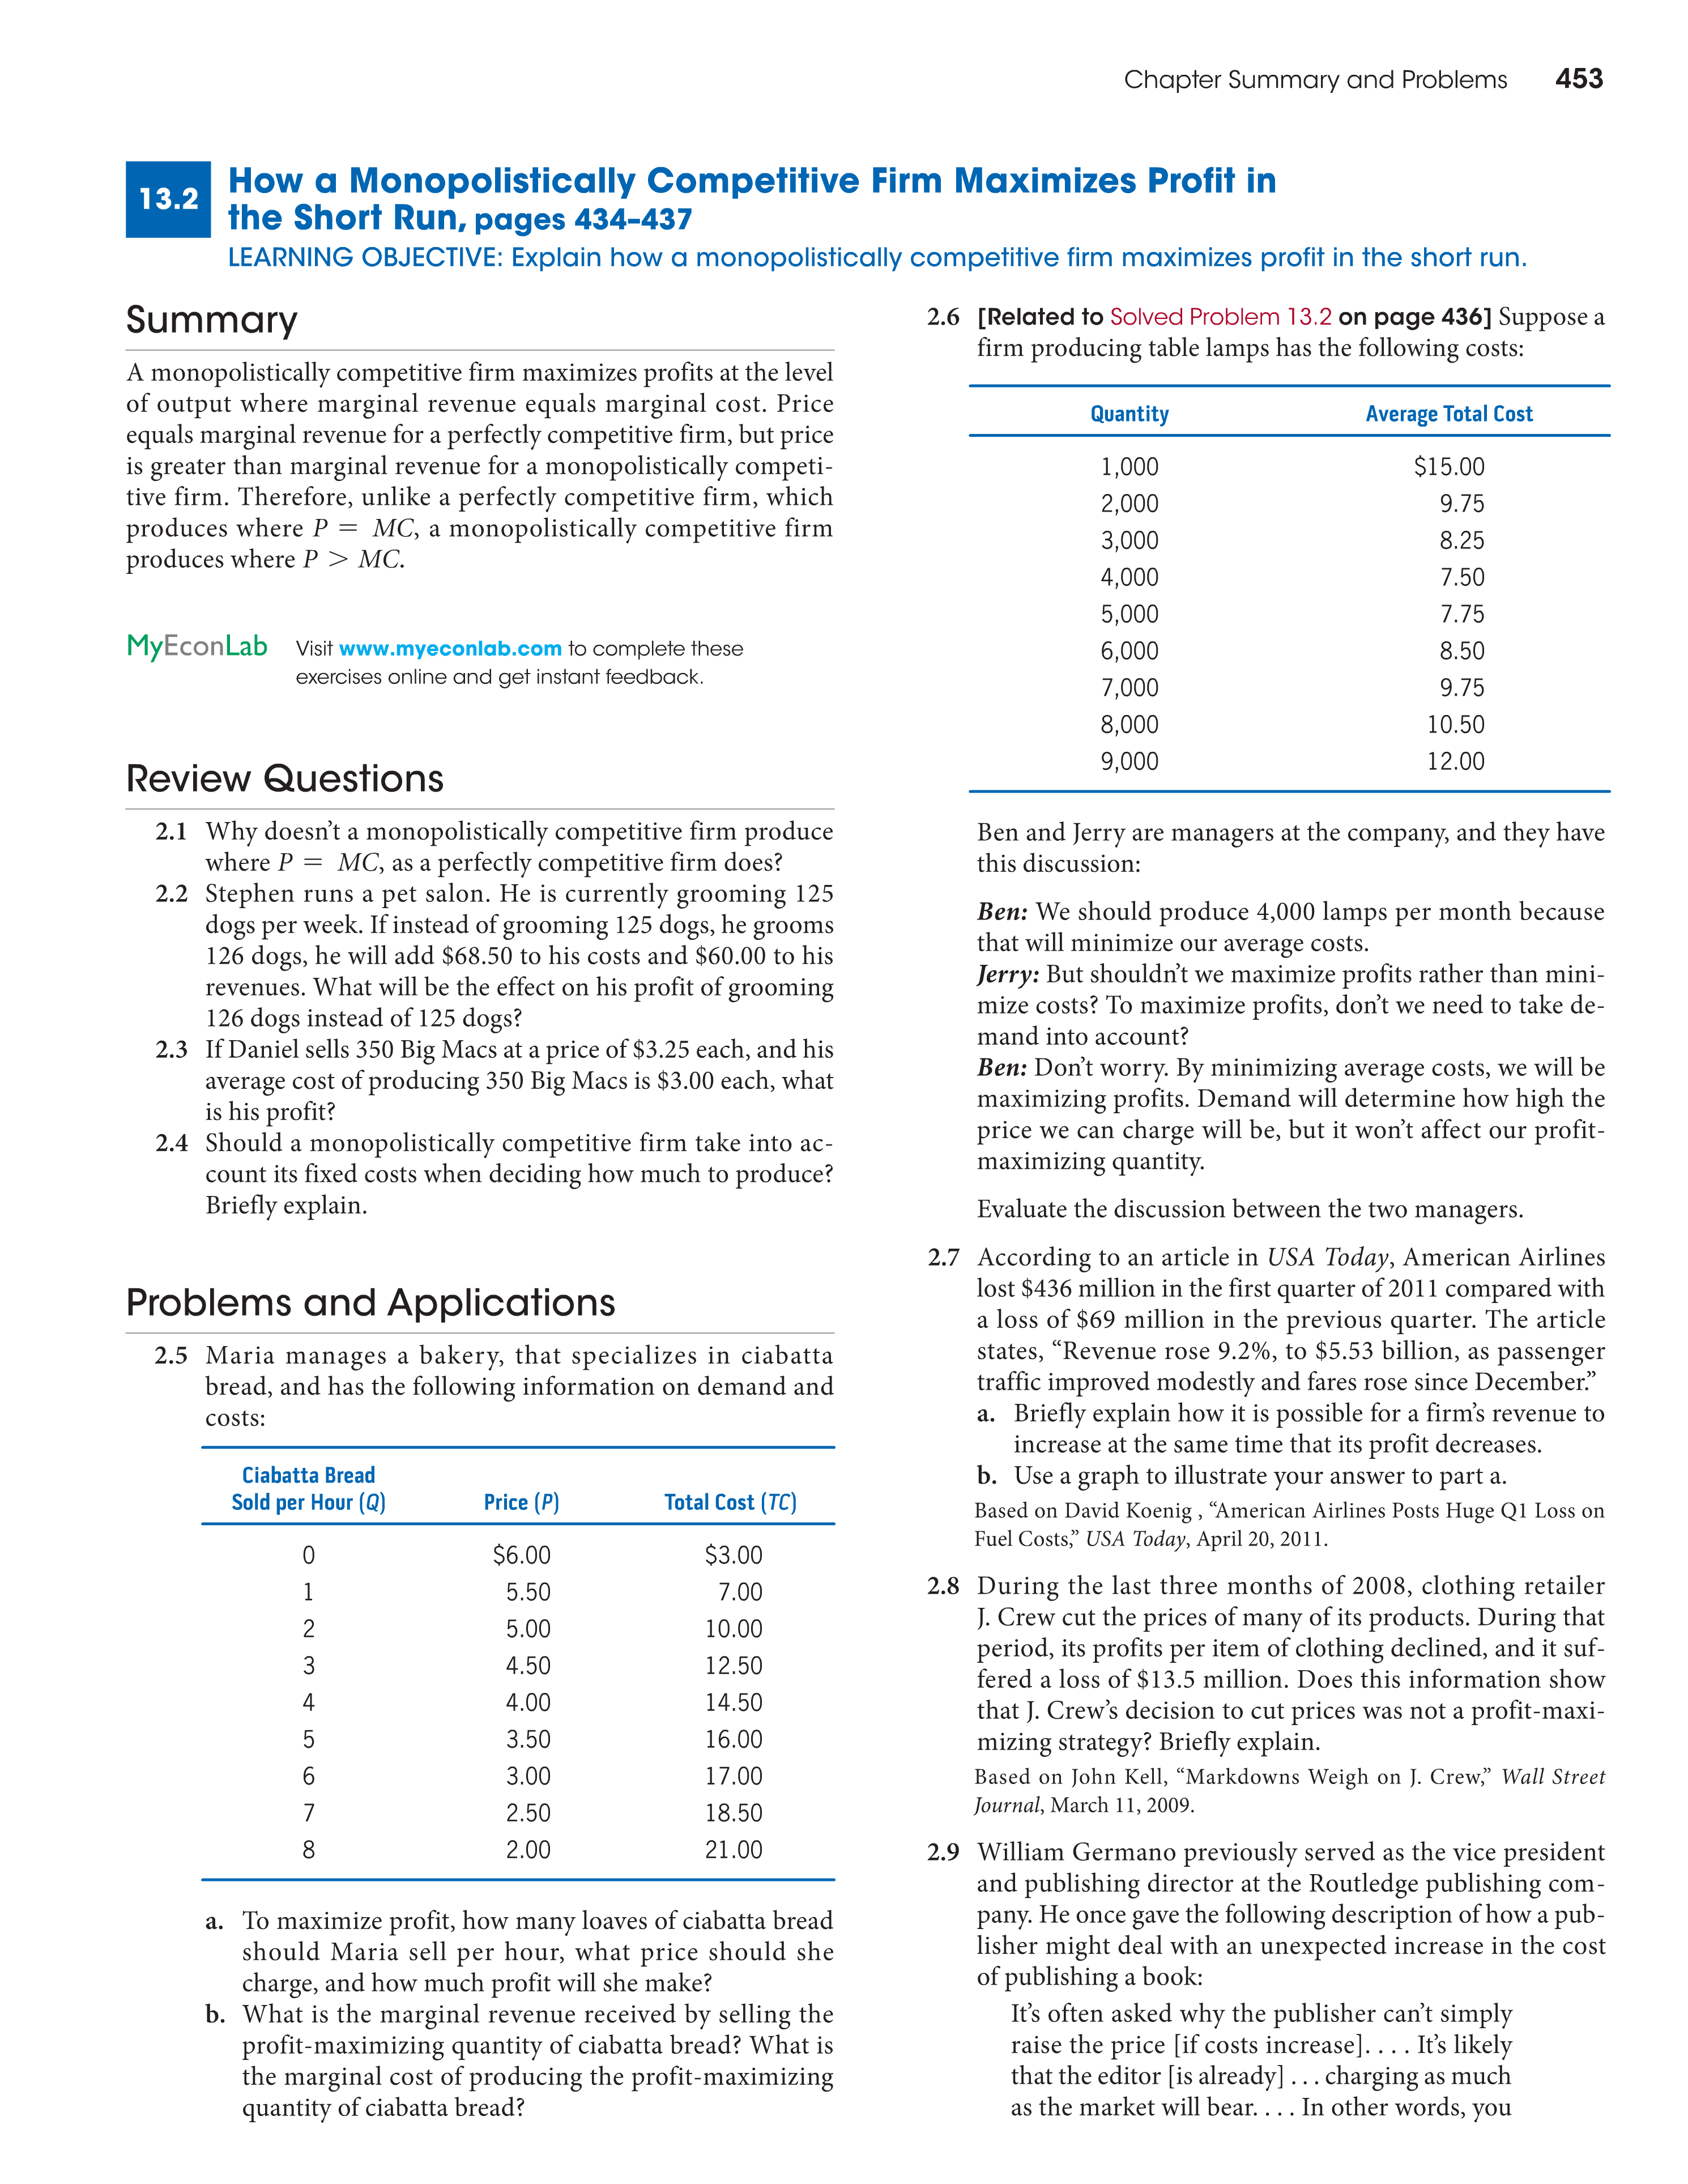 Chapter Summary and Problems 453
13.2
How a Monopolistically Competitive Firm Maximizes Profit in
the Short Run, pages 434–437
LEARNING OBJECTIVE: Explain how a monopolistically competitive firm maximizes profit in the short run.
Summary
A monopolistically competitive firm maximizes profits at the level
of output where marginal revenue equals marginal cost. Price
equals marginal revenue for a perfectly competitive firm, but price
is greater than marginal revenue for a monopolistically competi-
tive firm. Therefore, unlike a perfectly competitive firm, which
produces where P = MC, a monopolistically competitive firm
produces where P > MC.
MyEconLab Visit www.myeconlab.com to complete these
exercises online and get instant feedback.
Review Questions
2.1 Why doesn’t a monopolistically competitive firm produce
where P = MC, as a perfectly competitive firm does?
2.2 Stephen runs a pet salon. He is currently grooming 125
dogs per week. If instead of grooming 125 dogs, he grooms
126 dogs, he will add $68.50 to his costs and $60.00 to his
revenues. What will be the effect on his profit of grooming
126 dogs instead of 125 dogs?
2.3 If Daniel sells 350 Big Macs at a price of $3.25 each, and his
average cost of producing 350 Big Macs is $3.00 each, what
is his profit?
2.4 Should a monopolistically competitive firm take into ac-
count its fixed costs when deciding how much to produce?
Briefly explain.
Problems and Applications
2.5 Maria manages a bakery, that specializes in ciabatta
bread, and has the following information on demand and
costs:
Ciabatta Bread
Sold per Hour (Q) Price (P) Total Cost (TC)
0 $6.00 $3.00
1 5.50 7.00
2 5.00 10.00
3 4.50 12.50
4 4.00 14.50
5 3.50 16.00
6 3.00 17.00
7 2.50 18.50
8 2.00 21.00
a. To maximize profit, how many loaves of ciabatta bread
should Maria sell per hour, what price should she
charge, and how much profit will she make?
b. What is the marginal revenue received by selling the
profit-maximizing quantity of ciabatta bread? What is
the marginal cost of producing the profit-maximizing
quantity of ciabatta bread?
2.6 [Related to Solved Problem 13.2 on page 436] Suppose a
firm producing table lamps has the following costs:
Quantity Average Total Cost
1,000 $15.00
2,000 9.75
3,000 8.25
4,000 7.50
5,000 7.75
6,000 8.50
7,000 9.75
8,000 10.50
9,000 12.00
Ben and Jerry are managers at the company, and they have
this discussion:
Ben: We should produce 4,000 lamps per month because
that will minimize our average costs.
Jerry: But shouldn’t we maximize profits rather than mini-
mize costs? To maximize profits, don’t we need to take de-
mand into account?
Ben: Don’t worry. By minimizing average costs, we will be
maximizing profits. Demand will determine how high the
price we can charge will be, but it won’t affect our profit-
maximizing quantity.
Evaluate the discussion between the two managers.
2.7 According to an article in USA Today, American Airlines
lost $436 million in the first quarter of 2011 compared with
a loss of $69 million in the previous quarter. The article
states, “Revenue rose 9.2%, to $5.53 billion, as passenger
traffic improved modestly and fares rose since December.”
a. Briefly explain how it is possible for a firm’s revenue to
increase at the same time that its profit decreases.
b. Use a graph to illustrate your answer to part a.
Based on David Koenig , “American Airlines Posts Huge Q1 Loss on
Fuel Costs,” USA Today, April 20, 2011.
2.8 During the last three months of 2008, clothing retailer
J. Crew cut the prices of many of its products. During that
period, its profits per item of clothing declined, and it suf-
fered a loss of $13.5 million. Does this information show
that J. Crew’s decision to cut prices was not a profit-maxi-
mizing strategy? Briefly explain.
Based on John Kell, “Markdowns Weigh on J. Crew,” Wall Street
Journal, March 11, 2009.
2.9 William Germano previously served as the vice president
and publishing director at the Routledge publishing com-
pany. He once gave the following description of how a pub-
lisher might deal with an unexpected increase in the cost
of publishing a book:
It’s often asked why the publisher can’t simply
raise the price [if costs increase]. . . . It’s likely
that the editor [is already] . . . charging as much
as the market will bear. . . . In other words, you